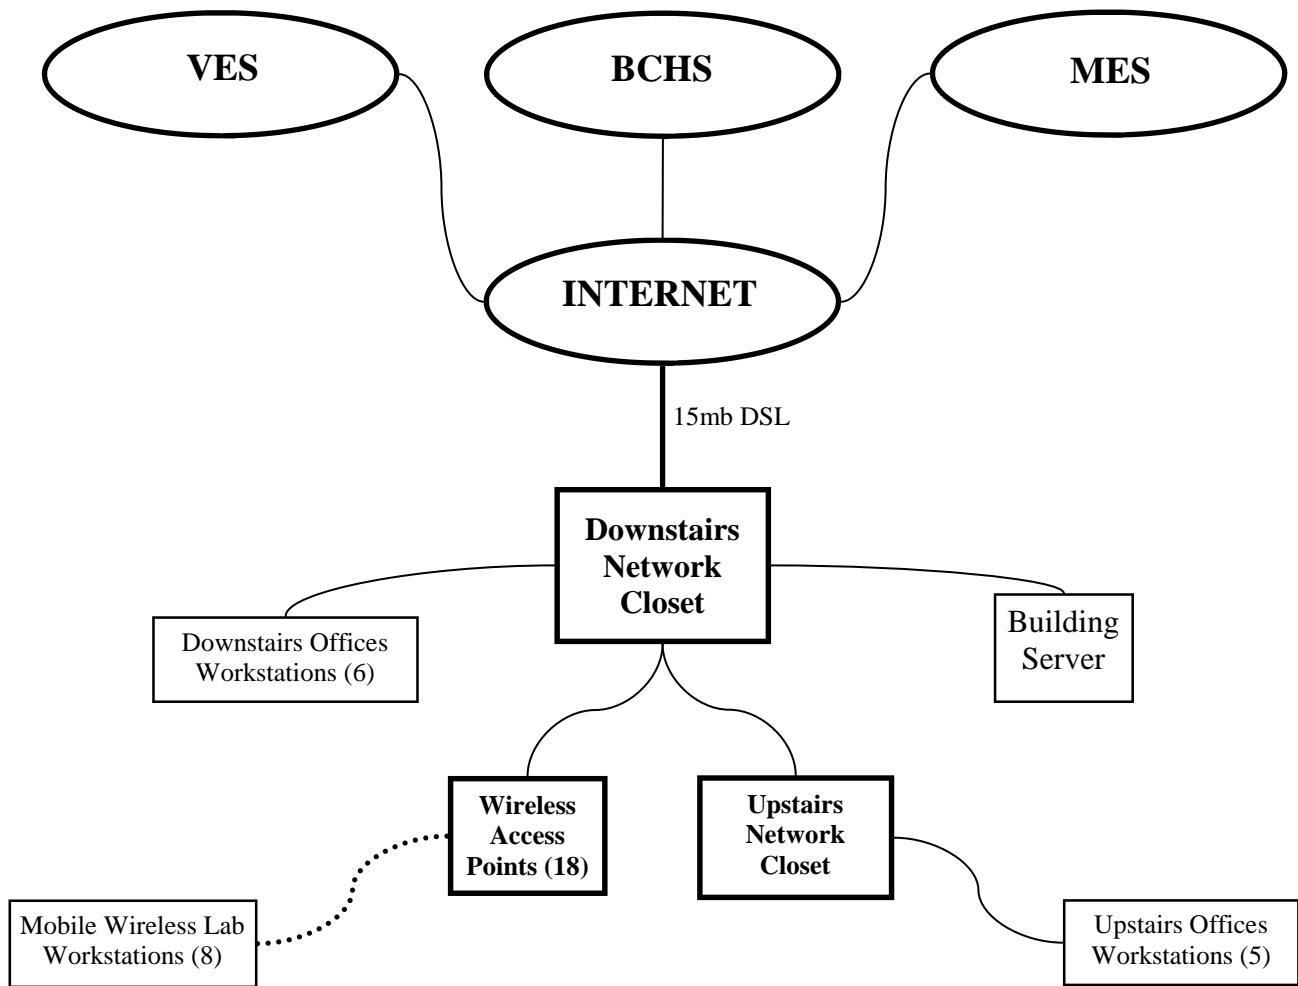 VES
BCHS
MES
INTERNET
15mb DSL
Downstairs
Network
Closet
Downstairs Offices
Workstations (6)
Building
Server
Wireless
Access
Points (18)
Upstairs
Network
Closet
Mobile Wireless Lab
Workstations (8)
Upstairs Offices
Workstations (5)